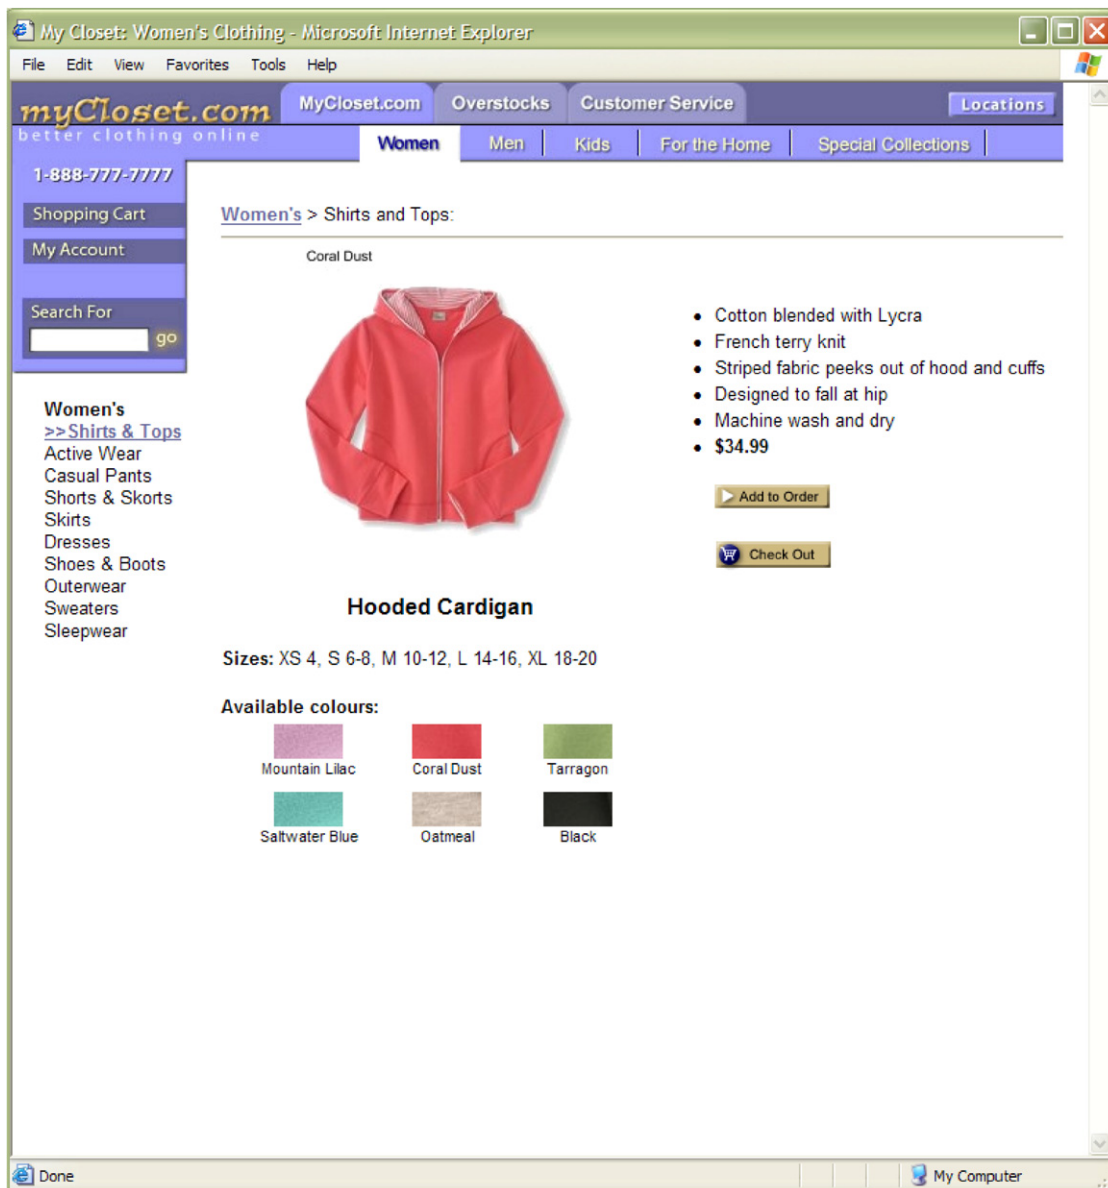 My Closet: Women's Clothing - Microsoft Internet Explorer
File Edit View Favorites Tools Help
myCloset.com
better clothing online
MyCloset.com Overstocks Customer Service Locations
Women Men Kids For the Home Special Collections
1-888-777-7777
Shopping Cart
My Account
Search For
go
Women's
>>Shirts & Tops
Active Wear
Casual Pants
Shorts & Skorts
Skirts
Dresses
Shoes & Boots
Outerwear
Sweaters
Sleepwear
Women's > Shirts and Tops:
Coral Dust
• Cotton blended with Lycra
• French terry knit
• Striped fabric peeks out of hood and cuffs
• Designed to fall at hip
• Machine wash and dry
• $34.99
Add to Order
Check Out
Hooded Cardigan
Sizes: XS 4, S 6-8, M 10-12, L 14-16, XL 18-20
Available colours:
Mountain Lilac Coral Dust Tarragon
Saltwater Blue Oatmeal Black
Done My Computer